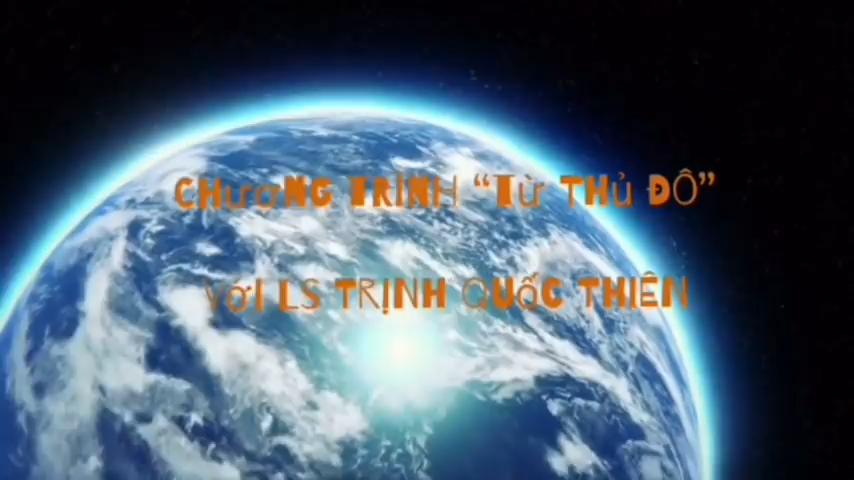 CHƯƠNG TRÌNH “TỪ THỦ ĐÔ”
VỚI LS TRỊNH QUỐC THIÊN